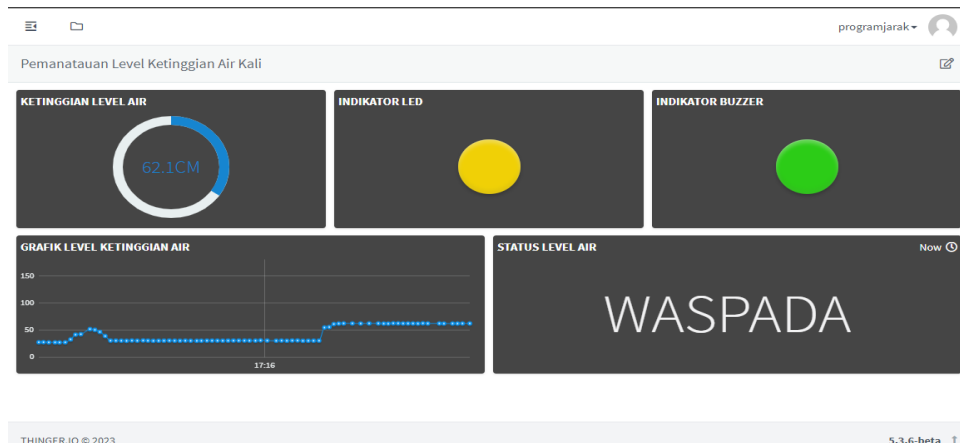 programjarak
Pemanatauan Level Ketinggian Air Kali
KETINGGIAN LEVEL AIR
62.1CM
INDIKATOR LED
INDIKATOR BUZZER
GRAFIK LEVEL KETINGGIAN AIR
150
100
50
0
17:16
STATUS LEVEL AIR
Now
WASPADA
THINGER.IO © 2023
5.3.6-beta